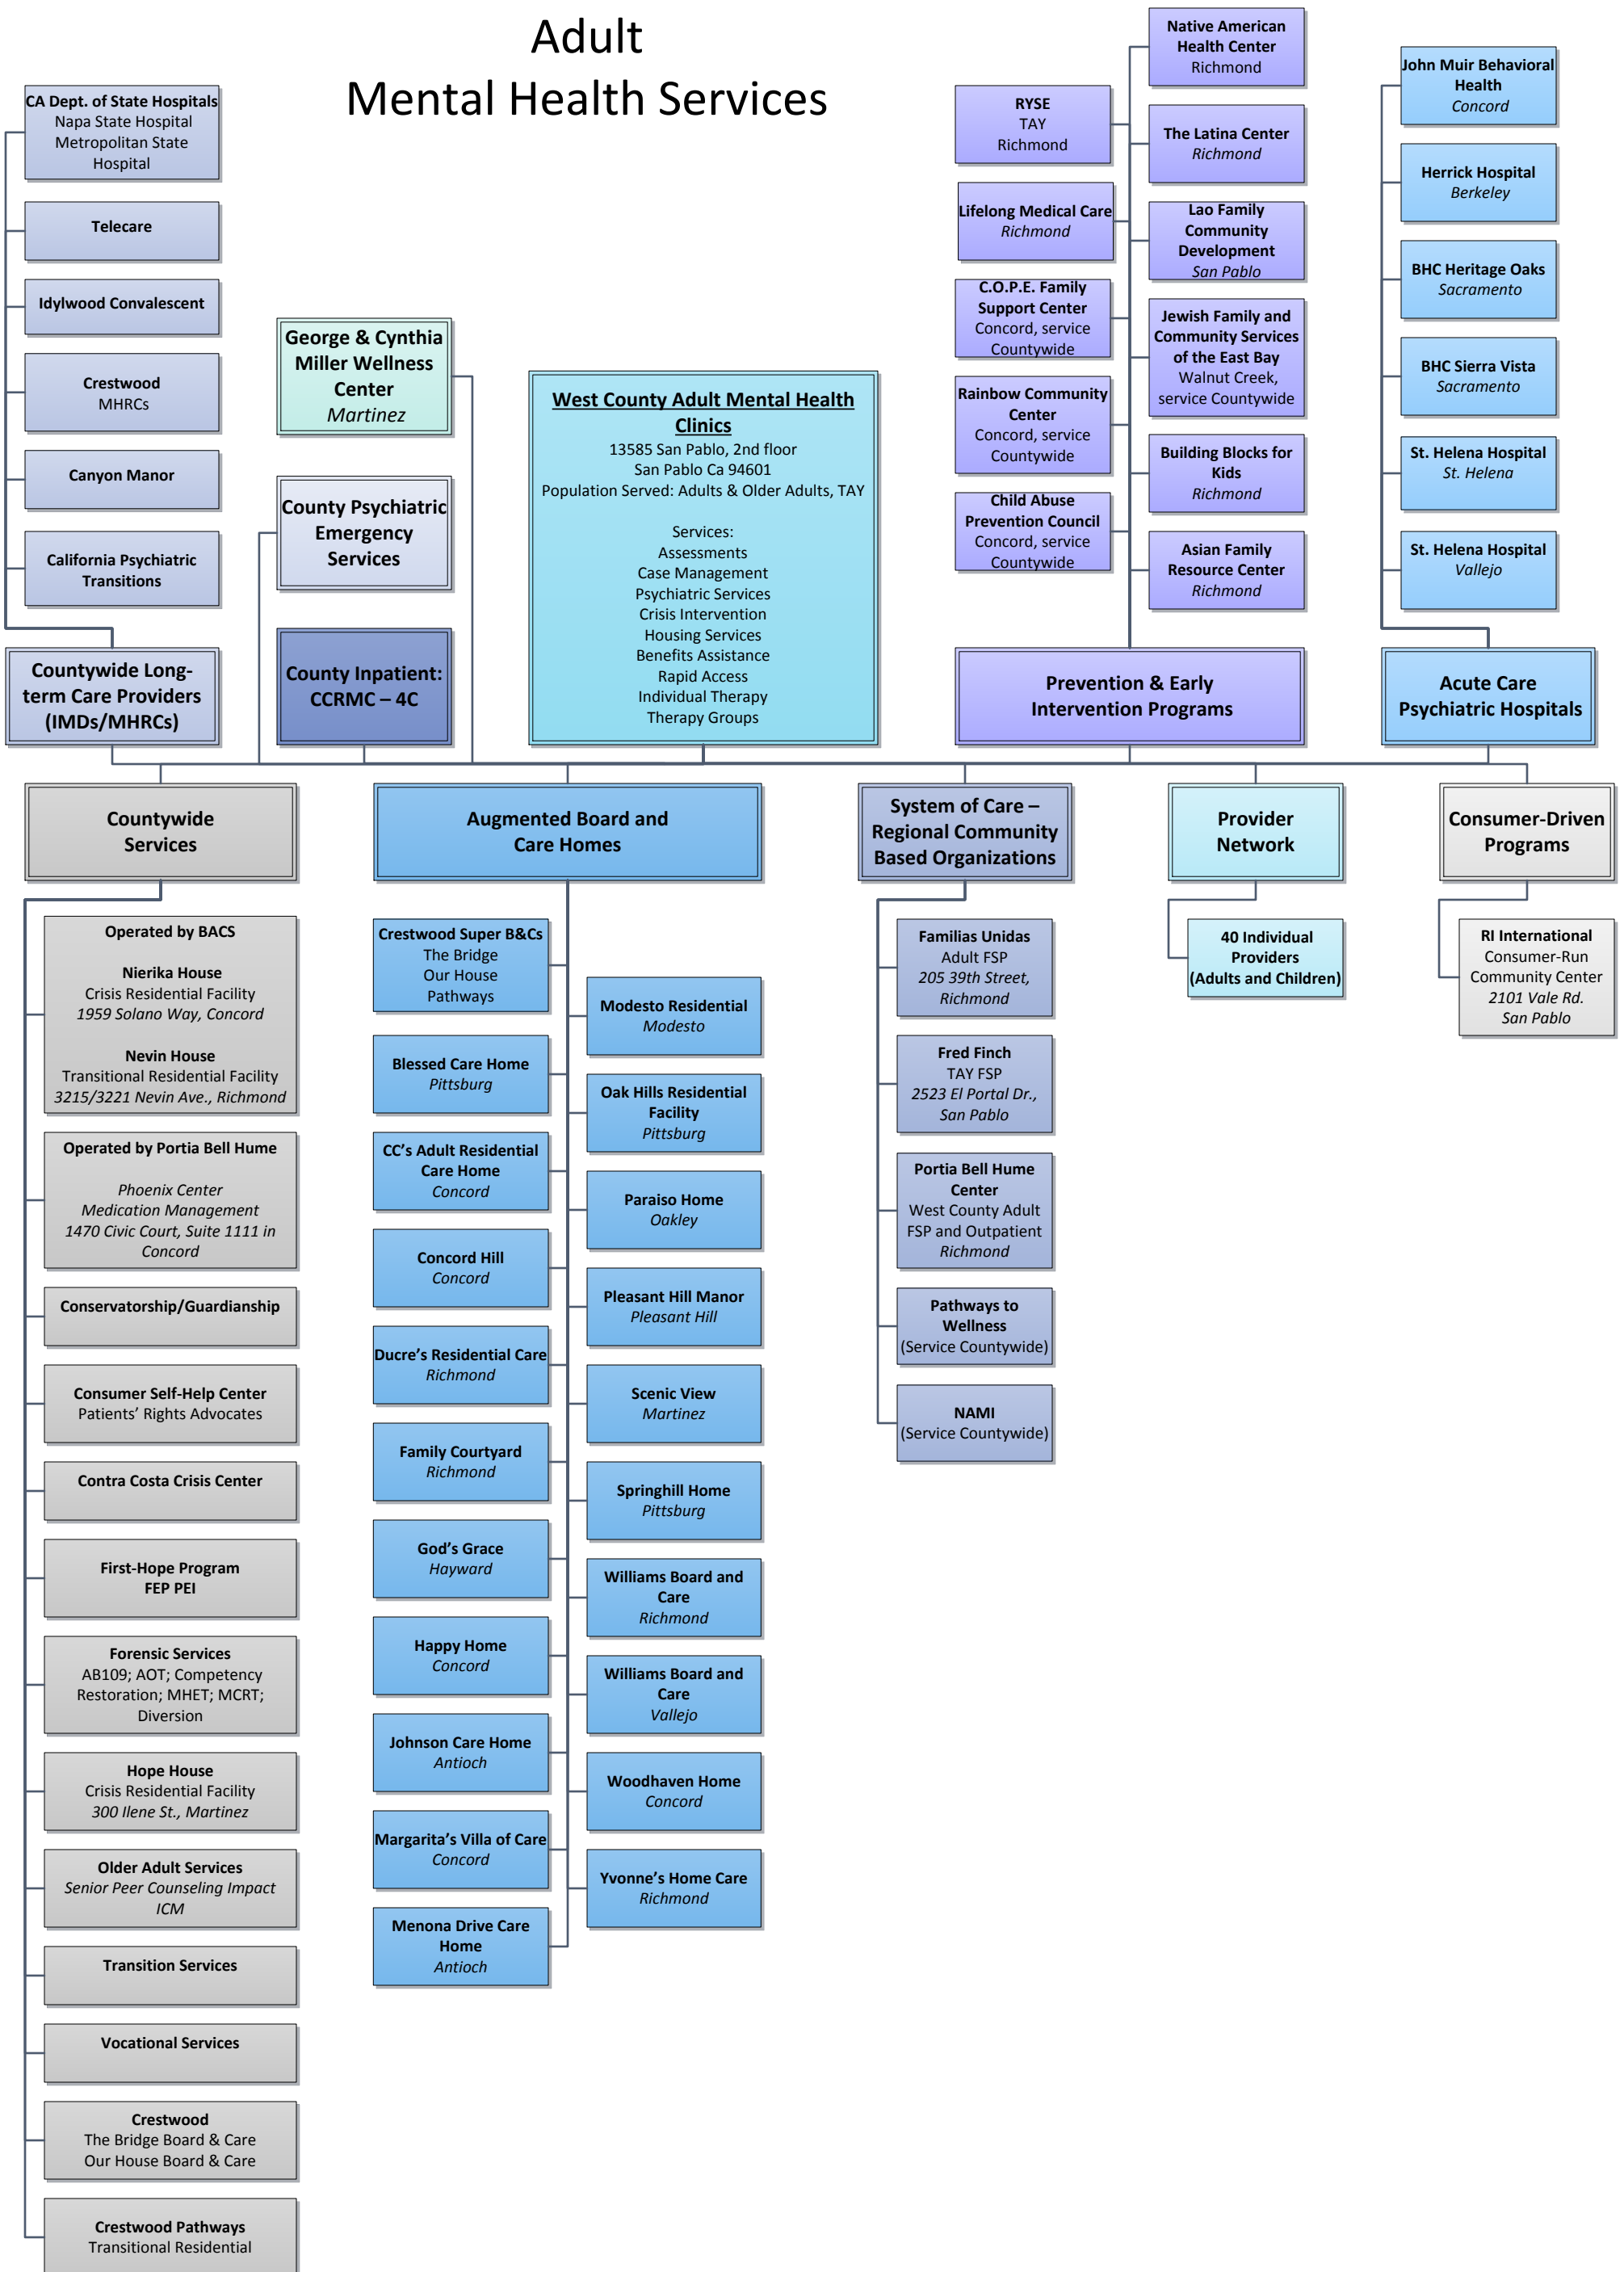 Adult
Mental Health Services
CA Dept. of State Hospitals
Napa State Hospital
Metropolitan State
Hospital
Telecare
Idylwood Convalescent
Crestwood
MHRCs
Canyon Manor
California Psychiatric
Transitions
Countywide Long-
term Care Providers
(IMDs/MHRCs)
George & Cynthia
Miller Wellness
Center
Martinez
County Psychiatric
Emergency
Services
County Inpatient:
CCRMC – 4C
West County Adult Mental Health
Clinics
13585 San Pablo, 2nd floor
San Pablo Ca 94601
Population Served: Adults & Older Adults, TAY
Services:
Assessments
Case Management
Psychiatric Services
Crisis Intervention
Housing Services
Benefits Assistance
Rapid Access
Individual Therapy
Therapy Groups
RYSE
TAY
Richmond
Lifelong Medical Care
Richmond
C.O.P.E. Family
Support Center
Concord, service
Countywide
Rainbow Community
Center
Concord, service
Countywide
Child Abuse
Prevention Council
Concord, service
Countywide
Native American
Health Center
Richmond
The Latina Center
Richmond
Lao Family
Community
Development
San Pablo
Jewish Family and
Community Services
of the East Bay
Walnut Creek,
service Countywide
Building Blocks for
Kids
Richmond
Asian Family
Resource Center
Richmond
Prevention & Early
Intervention Programs
John Muir Behavioral
Health
Concord
Herrick Hospital
Berkeley
BHC Heritage Oaks
Sacramento
BHC Sierra Vista
Sacramento
St. Helena Hospital
St. Helena
St. Helena Hospital
Vallejo
Acute Care
Psychiatric Hospitals
Countywide
Services
Operated by BACS
Nierika House
Crisis Residential Facility
1959 Solano Way, Concord
Nevin House
Transitional Residential Facility
3215/3221 Nevin Ave., Richmond
Operated by Portia Bell Hume
Phoenix Center
Medication Management
1470 Civic Court, Suite 1111 in
Concord
Conservatorship/Guardianship
Consumer Self-Help Center
Patients’ Rights Advocates
Contra Costa Crisis Center
First-Hope Program
FEP PEI
Forensic Services
AB109; AOT; Competency
Restoration; MHET; MCRT;
Diversion
Hope House
Crisis Residential Facility
300 Ilene St., Martinez
Older Adult Services
Senior Peer Counseling Impact
ICM
Transition Services
Vocational Services
Crestwood
The Bridge Board & Care
Our House Board & Care
Crestwood Pathways
Transitional Residential
Augmented Board and
Care Homes
Crestwood Super B&Cs
The Bridge
Our House
Pathways
Blessed Care Home
Pittsburg
CC’s Adult Residential
Care Home
Concord
Concord Hill
Concord
Ducre’s Residential Care
Richmond
Family Courtyard
Richmond
God’s Grace
Hayward
Happy Home
Concord
Johnson Care Home
Antioch
Margarita’s Villa of Care
Concord
Menona Drive Care
Home
Antioch
Modesto Residential
Modesto
Oak Hills Residential
Facility
Pittsburg
Paraiso Home
Oakley
Pleasant Hill Manor
Pleasant Hill
Scenic View
Martinez
Springhill Home
Pittsburg
Williams Board and
Care
Richmond
Williams Board and
Care
Vallejo
Woodhaven Home
Concord
Yvonne’s Home Care
Richmond
System of Care –
Regional Community
Based Organizations
Familias Unidas
Adult FSP
205 39th Street,
Richmond
Fred Finch
TAY FSP
2523 El Portal Dr.,
San Pablo
Portia Bell Hume
Center
West County Adult
FSP and Outpatient
Richmond
Pathways to
Wellness
(Service Countywide)
NAMI
(Service Countywide)
Provider
Network
40 Individual
Providers
(Adults and Children)
Consumer-Driven
Programs
RI International
Consumer-Run
Community Center
2101 Vale Rd.
San Pablo